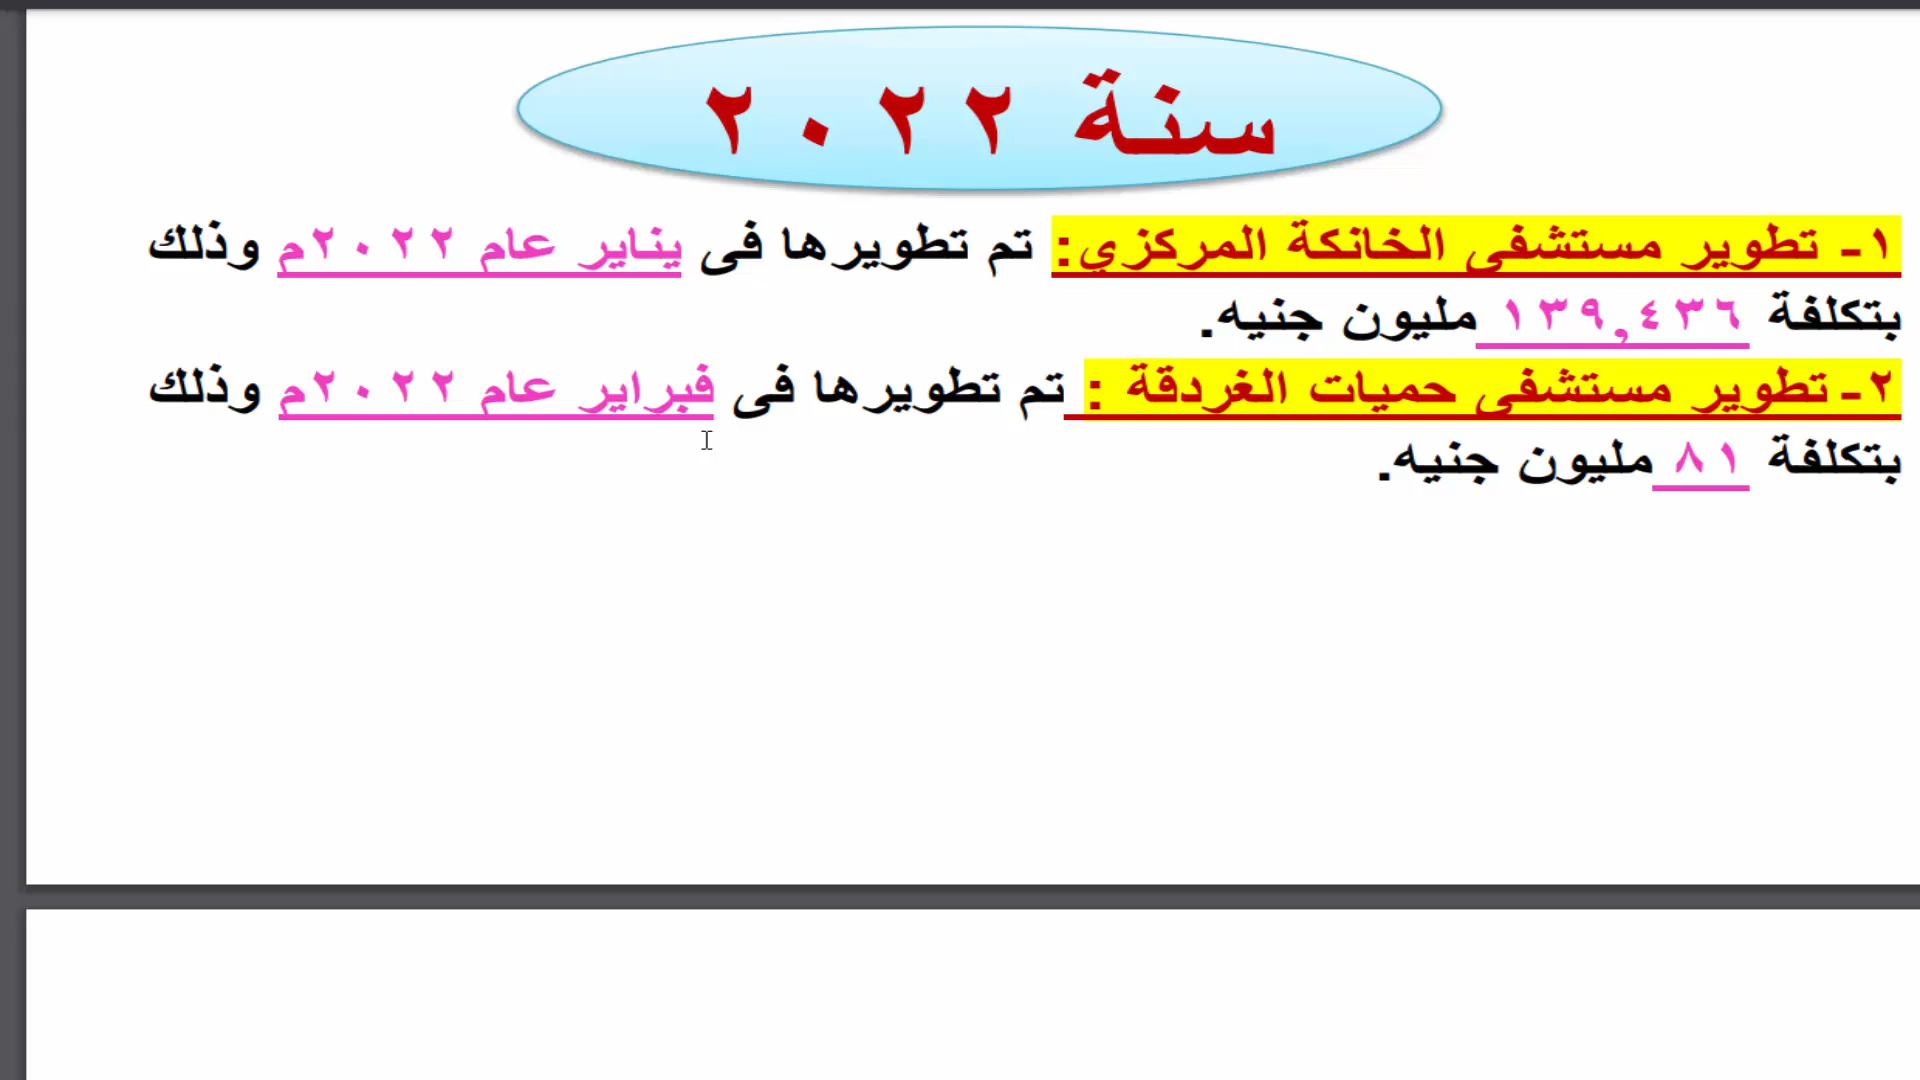 سنة ٢٠٢٢
١- تطوير مستشفى الخانكة المركزي: تم تطويرها فى يناير عام ٢٠٢٢م وذلك
بتكلفة ١٣٩,٤٣٦ مليون جنيه.
٢- تطوير مستشفى حميات الغردقة : تم تطويرها فى فبراير عام ٢٠٢٢م وذلك
بتكلفة ٨١ مليون جنيه.